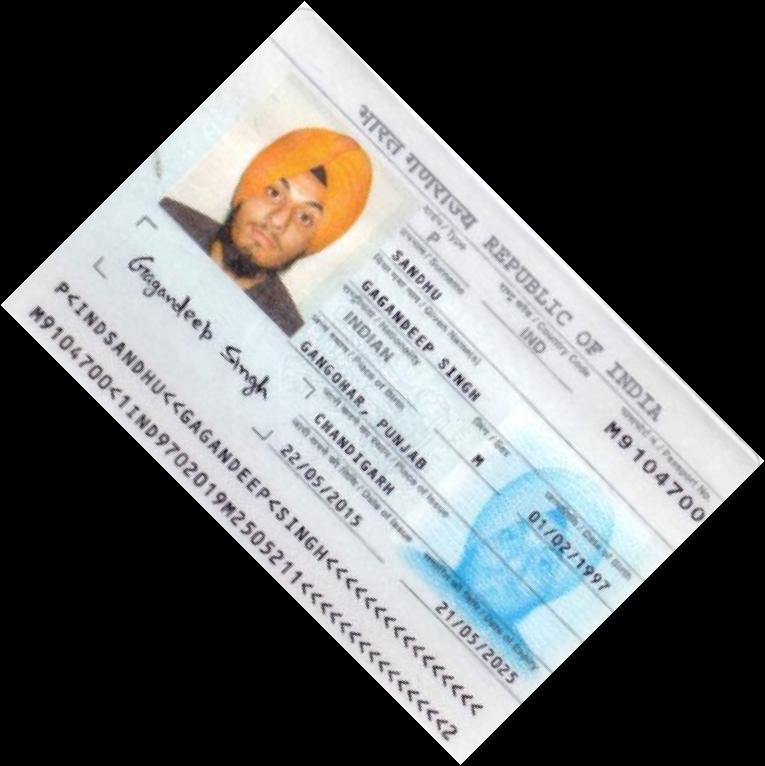 भारत गणराज्य REPUBLIC OF INDIA
टाईप / Type
P
राष्ट्र कोड / Country Code
IND
पासपोर्ट नं. / Passport No.
M9104700
उपनाम / Surname
SANDHU
दिया गया नाम / Given Name(s)
GAGANDEEP SINGH
राष्ट्रीयता / Nationality
INDIAN
लिंग / Sex
M
जन्मतिथि / Date of Birth
01/02/1997
जन्म स्थान / Place of Birth
GANGOHAR, PUNJAB
जारी करने का स्थान / Place of Issue
CHANDIGARH
जारी करने की तिथि / Date of Issue
22/05/2015
समाप्ति की तिथि / Date of Expiry
21/05/2025
Gagandeep Singh
P<INDSANDHU<<GAGANDEEP<SINGH<<<<<<<<<<<<<<<<
M9104700<1IND9702019M2505211<<<<<<<<<<<<<<<2